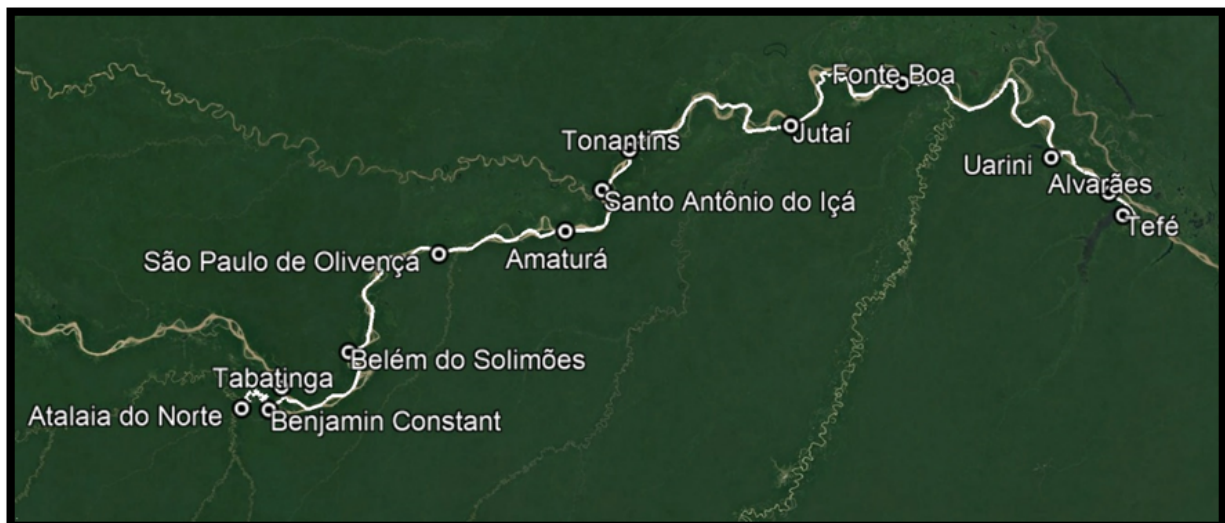 Fonte Boa
Jutaí
Tonantins
Uarini
Alvarães
Santo Antônio do Içá
Tefé
Amaturá
São Paulo de Olivença
Belém do Solimões
Tabatinga
Atalaia do Norte
Benjamin Constant